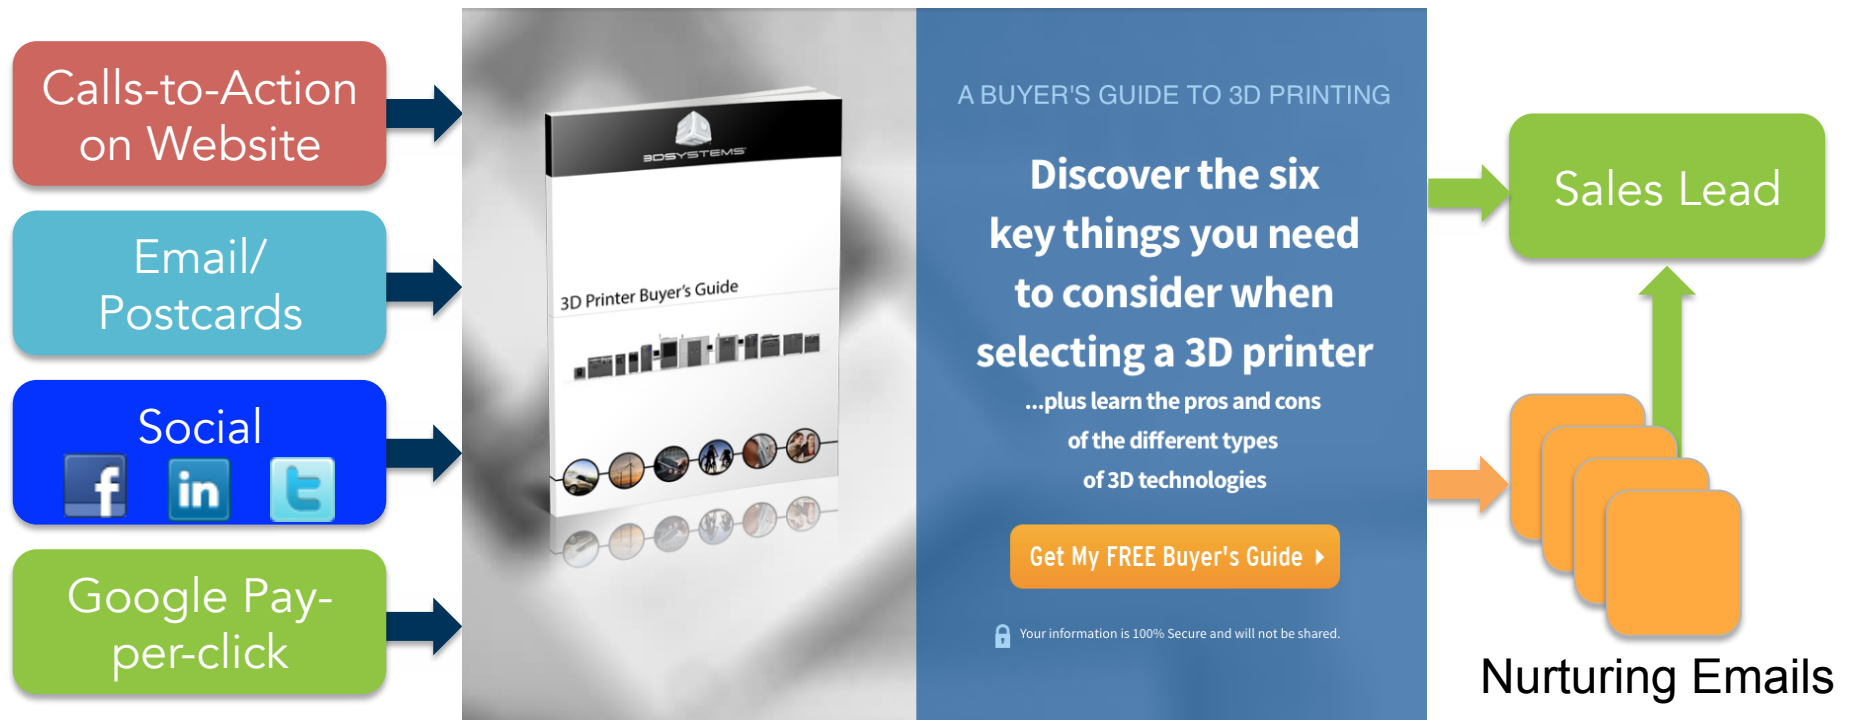 Calls-to-Action
on Website
Email/
Postcards
Social
f
in
t
Google Pay-
per-click
3DSYSTEMS
3D Printer Buyer's Guide
A BUYER'S GUIDE TO 3D PRINTING
Discover the six
key things you need
to consider when
selecting a 3D printer
...plus learn the pros and cons
of the different types
of 3D technologies
Get My FREE Buyer's Guide
Your information is 100% Secure and will not be shared.
Sales Lead
Nurturing Emails